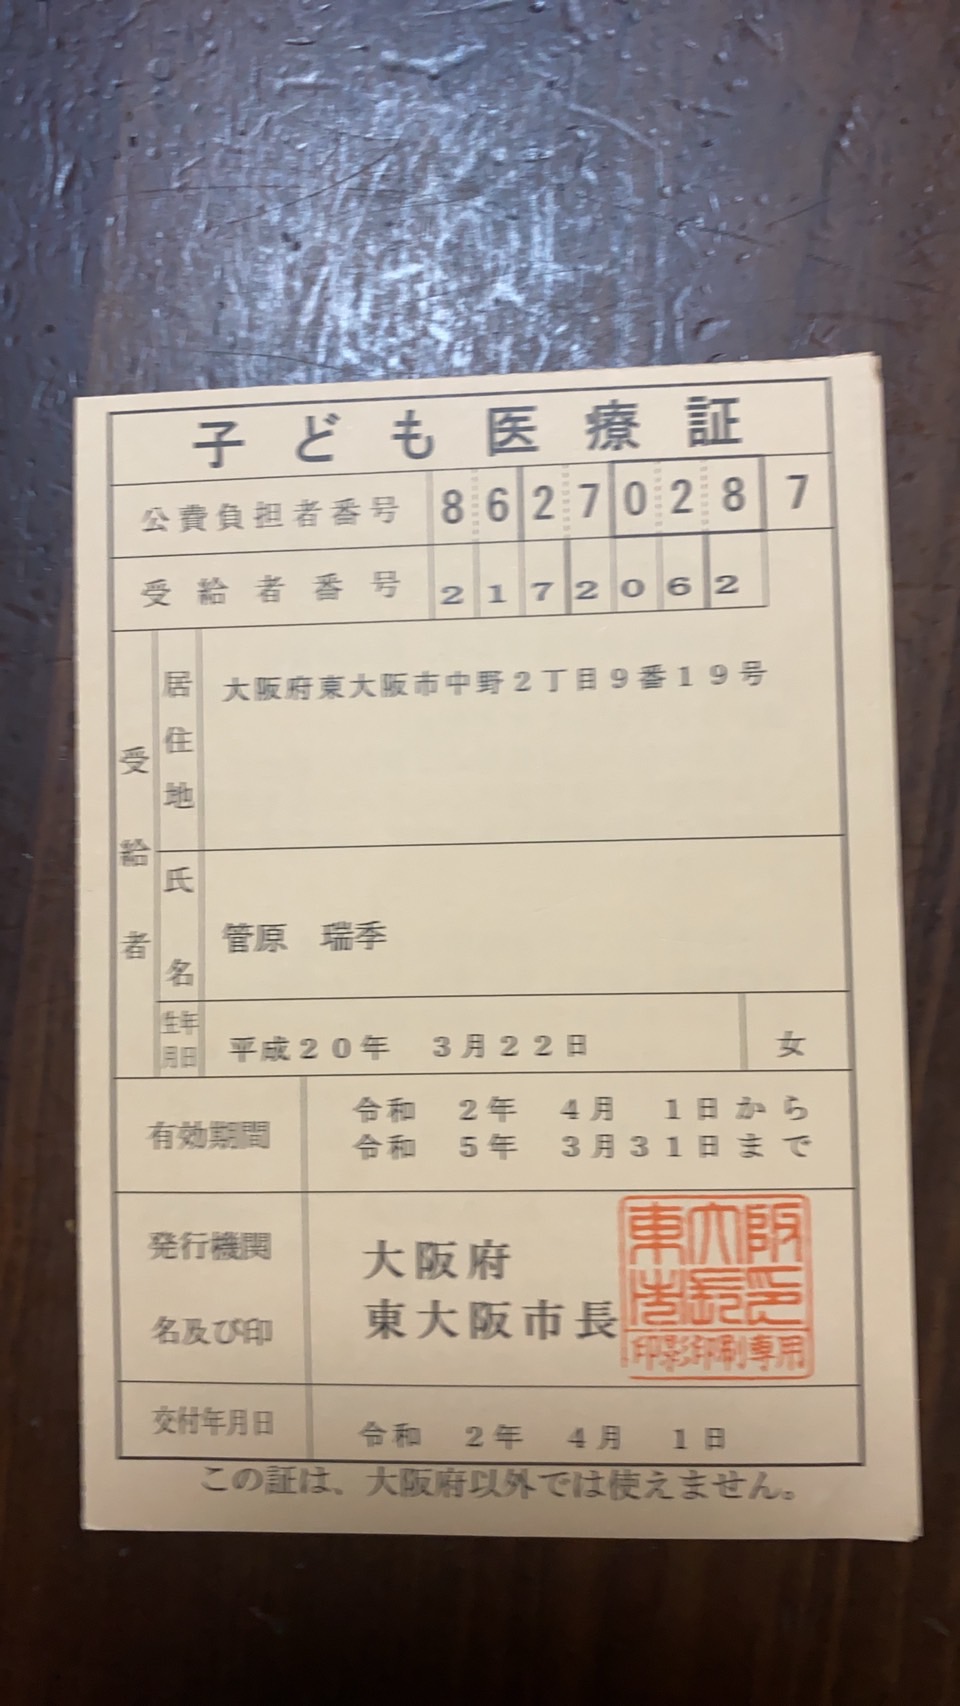 子ども医療証
公費負担者番号 86270287
受給者番号 2172062
受給者
居住地 大阪府東大阪市中野2丁目9番19号
氏名 管原 瑞季
生年月日 平成20年 3月22日 女
有効期間 令和 2年 4月 1日から
令和 5年 3月31日まで
発行機関名及び印
大阪府
東大阪市長
東大阪市長印
印影印刷専用
交付年月日 令和 2年 4月 1日
この証は、大阪府以外では使えません。